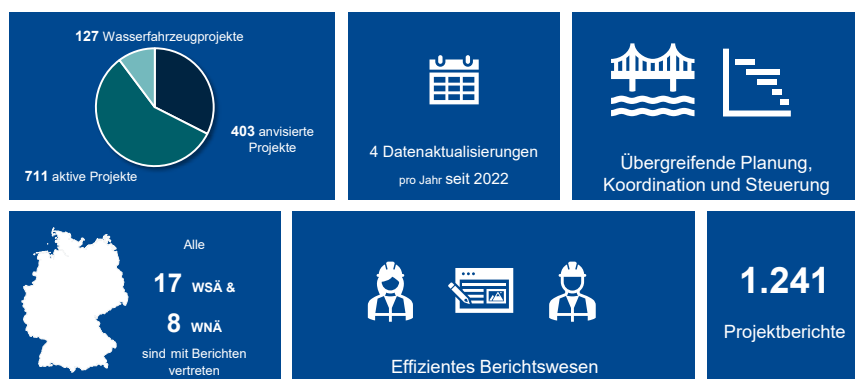 127 Wasserfahrzeugprojekte
403 anvisierte
Projekte
711 aktive Projekte
4 Datenaktualisierungen
pro Jahr seit 2022
Übergreifende Planung,
Koordination und Steuerung
Alle
17 WSÄ &
8 WNÄ
sind mit Berichten
vertreten
Effizientes Berichtswesen
1.241
Projektberichte